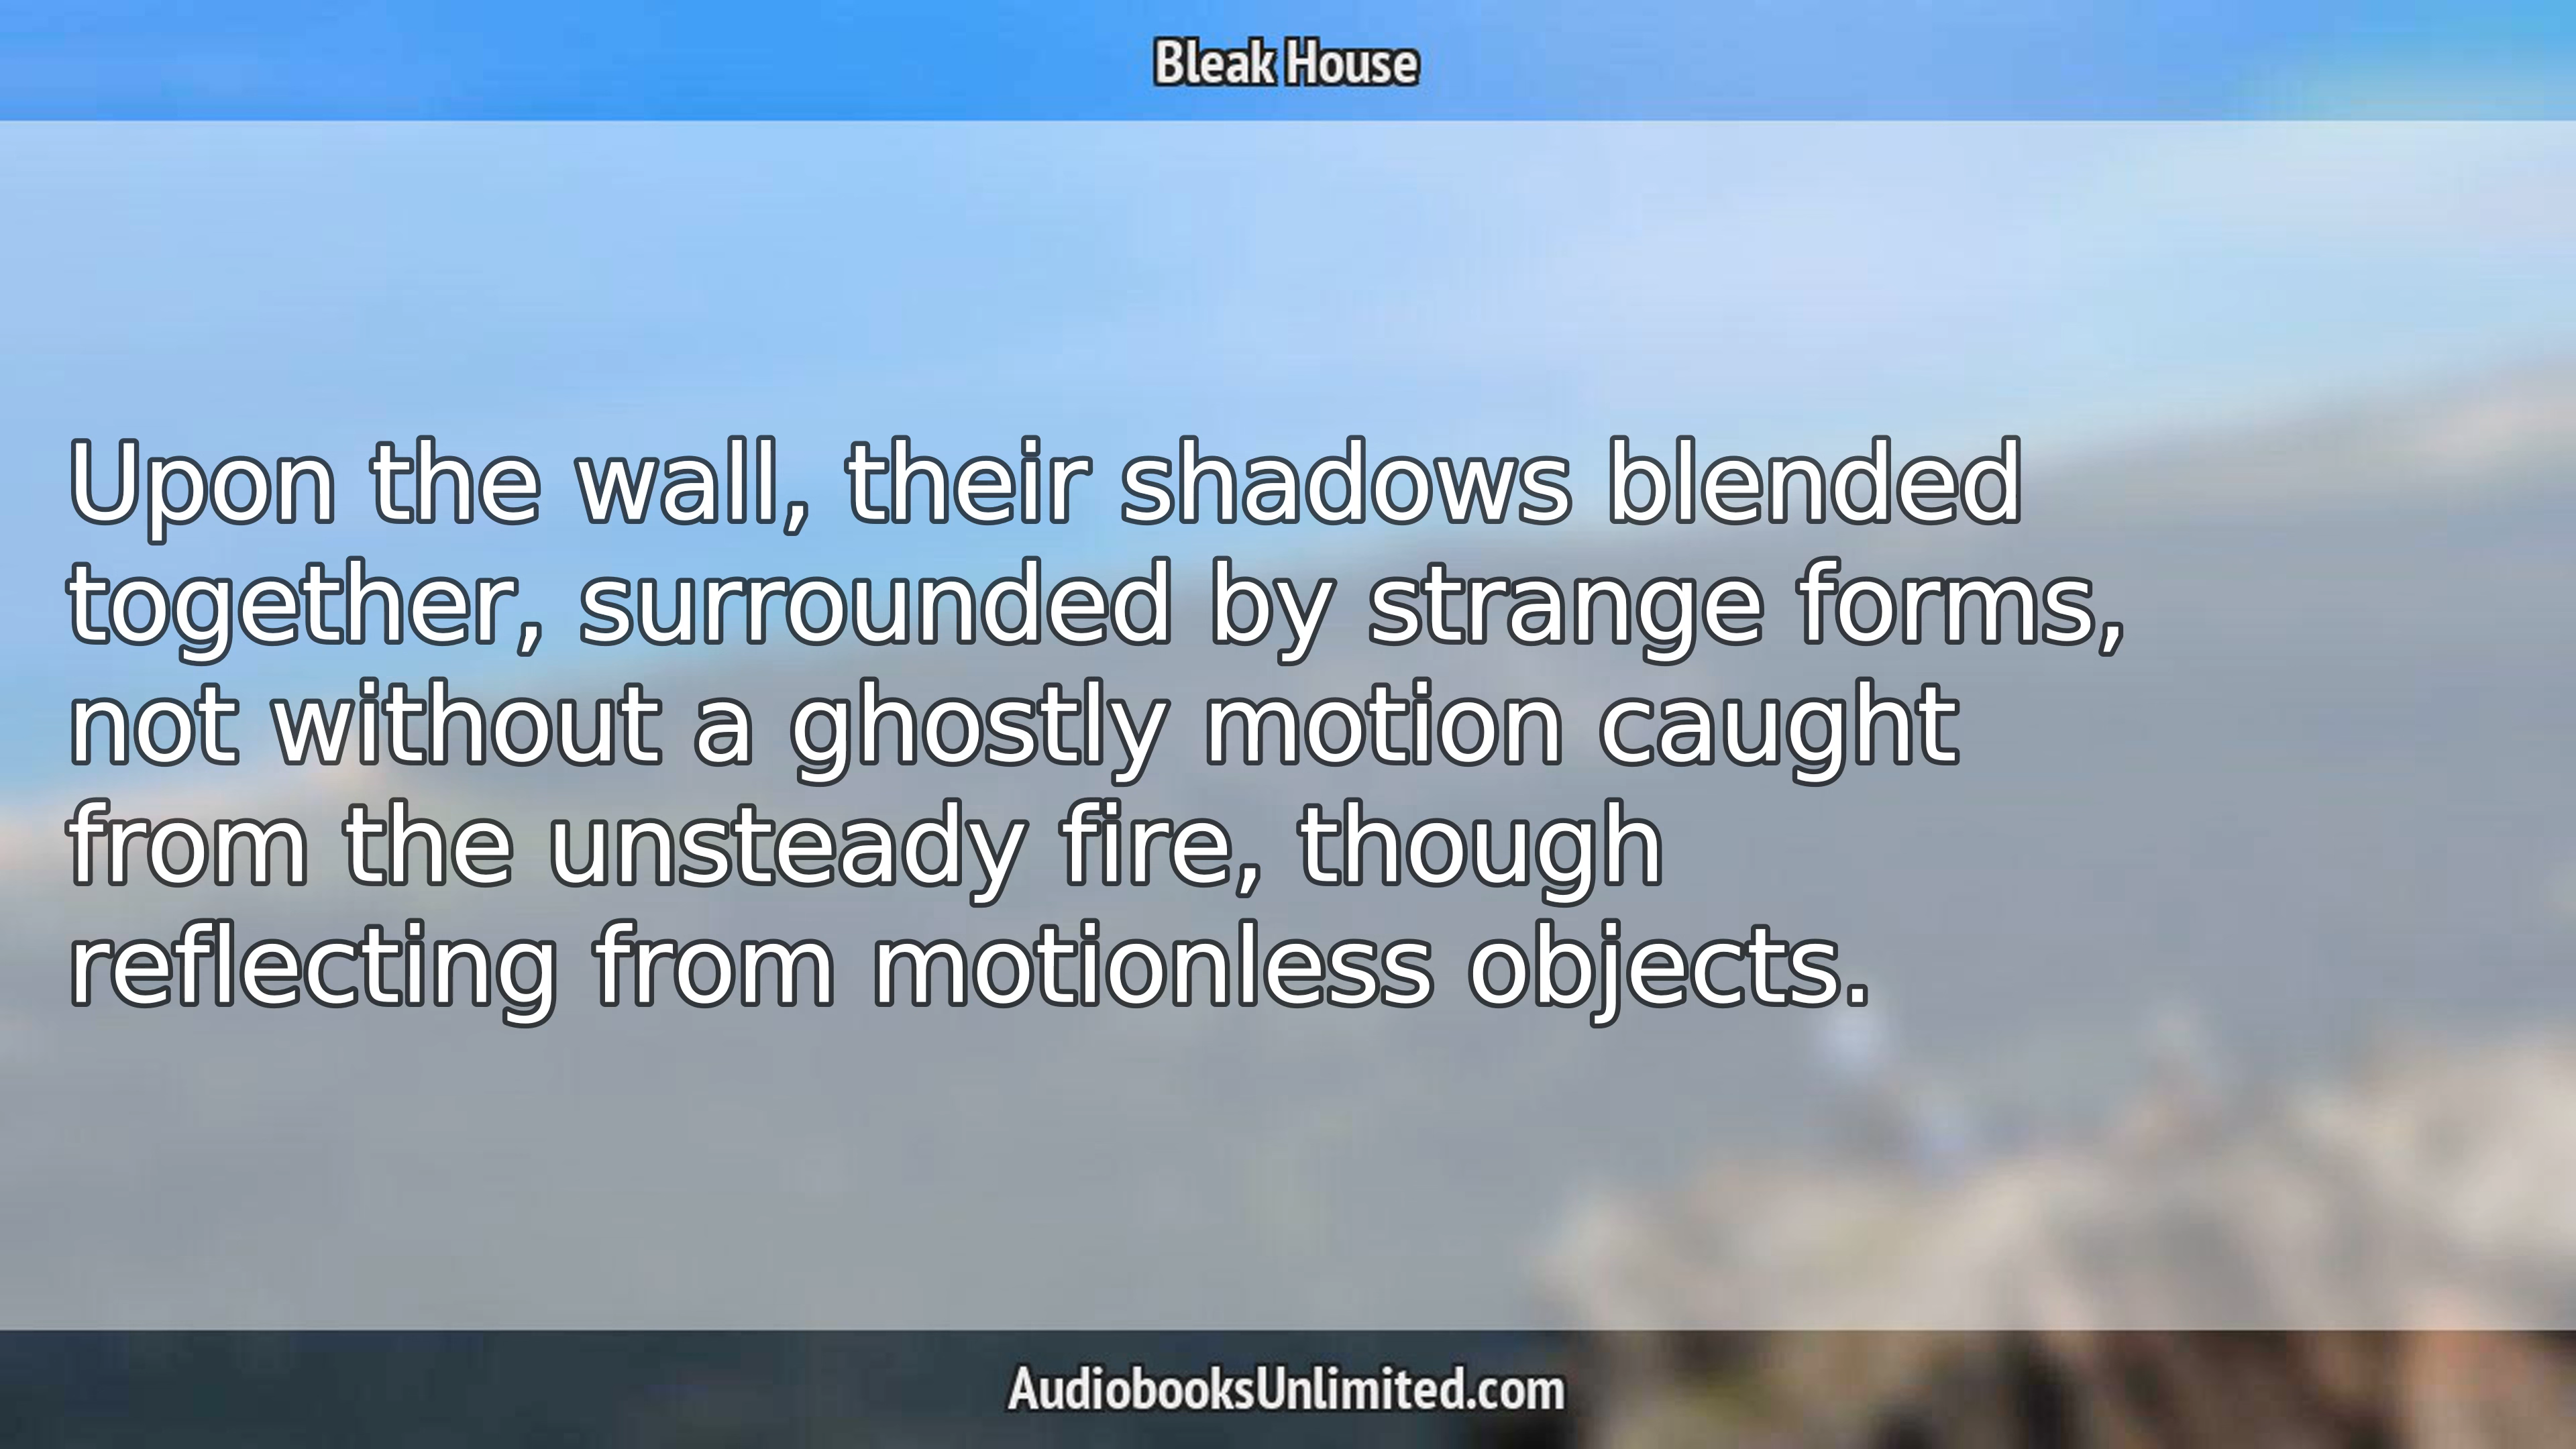 Bleak House
Upon the wall, their shadows blended
together, surrounded by strange forms,
not without a ghostly motion caught
from the unsteady fire, though
reflecting from motionless objects.
AudiobooksUnlimited.com